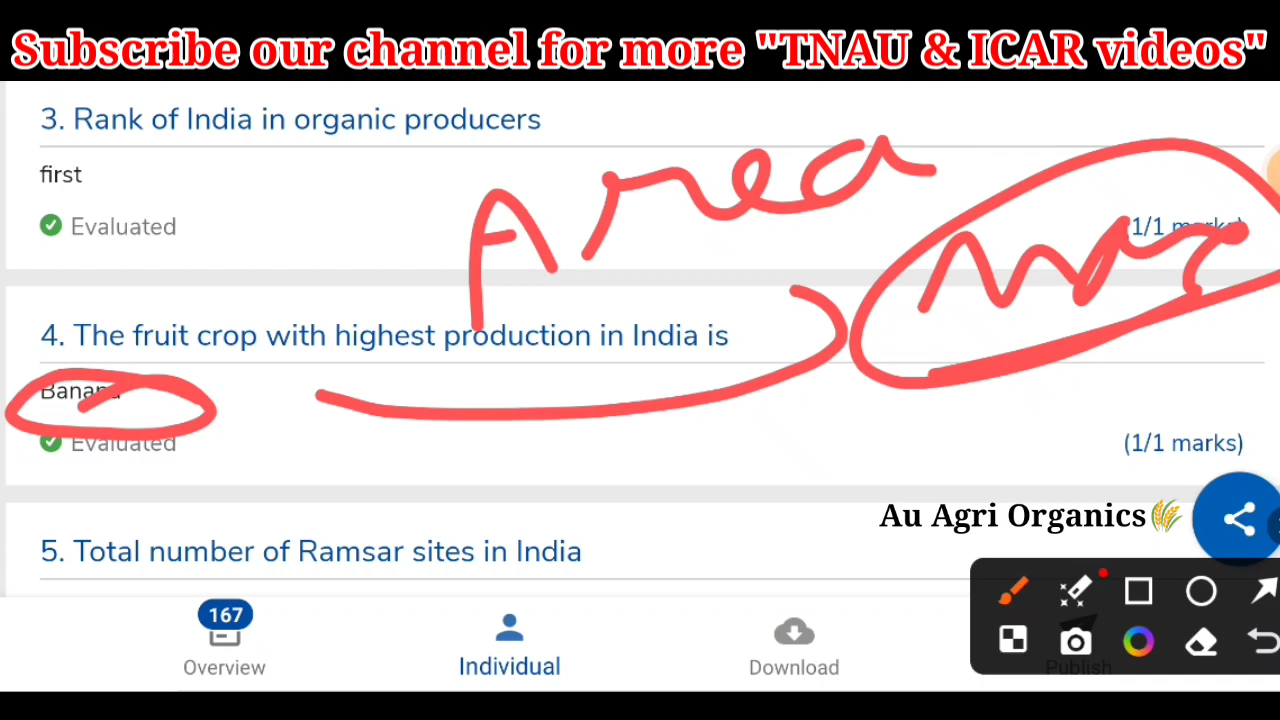 Subscribe our channel for more "TNAU & ICAR videos"
3. Rank of India in organic producers
first
Evaluated
(1/1 marks)
Area
4. The fruit crop with highest production in India is
Banana
Evaluated
(1/1 marks)
Au Agri Organics
5. Total number of Ramsar sites in India
167
Overview
Individual
Download
Publish